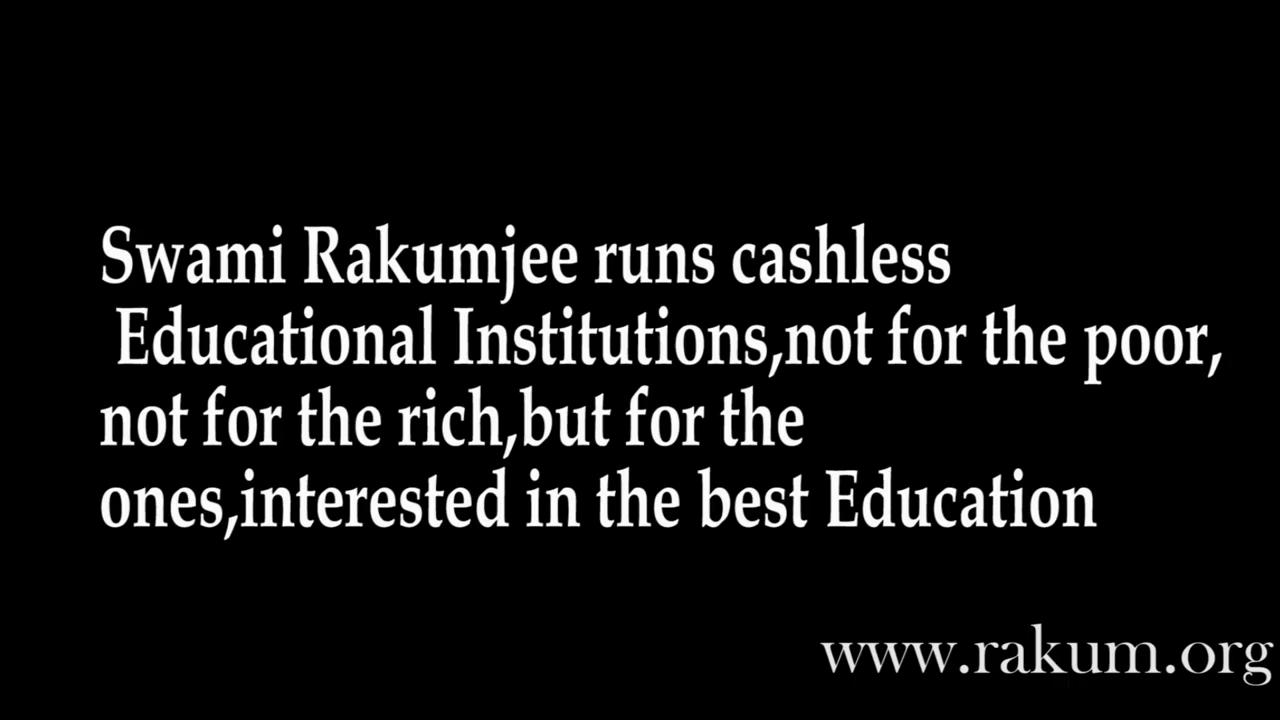 Swami Rakumjee runs cashless
Educational Institutions,not for the poor,
not for the rich,but for the
ones,interested in the best Education
www.rakum.org